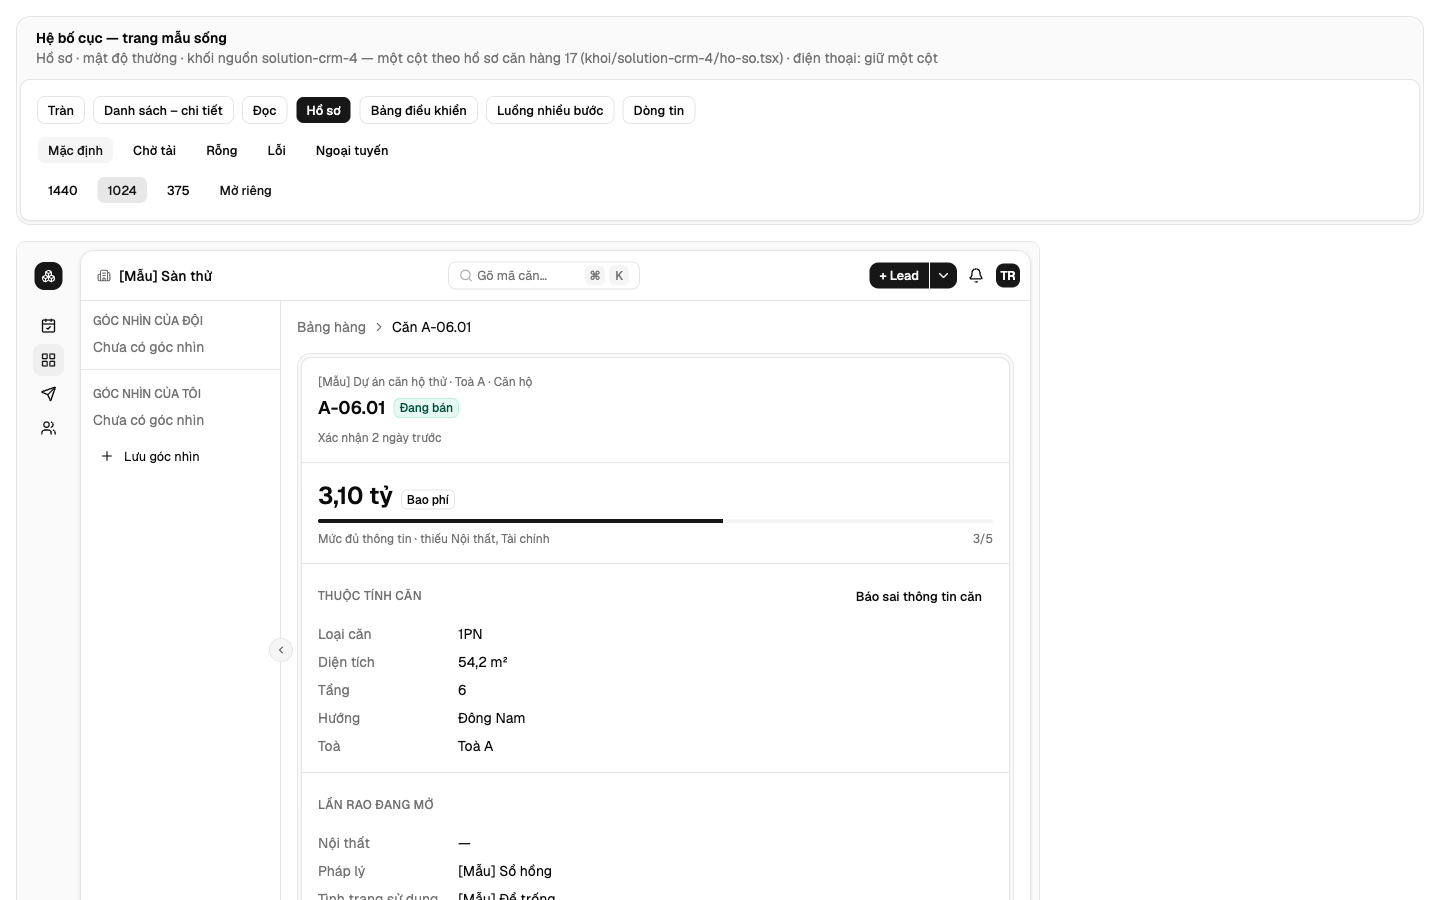 Hệ bố cục — trang mẫu sống
Hồ sơ · mật độ thường · khối nguồn solution-crm-4 — một cột theo hồ sơ căn hàng 17 (khoi/solution-crm-4/ho-so.tsx) · điện thoại: giữ một cột
Tràn Danh sách – chi tiết Đọc Hồ sơ Bảng điều khiển Luồng nhiều bước Dòng tin
Mặc định Chờ tải Rỗng Lỗi Ngoại tuyến
1440 1024 375 Mở riêng
[Mẫu] Sàn thử Gõ mã căn... ⌘ K + Lead TR
GÓC NHÌN CỦA ĐỘI
Chưa có góc nhìn
GÓC NHÌN CỦA TÔI
Chưa có góc nhìn
Lưu góc nhìn
Bảng hàng > Căn A-06.01
[Mẫu] Dự án căn hộ thử · Toà A · Căn hộ
A-06.01 Đang bán
Xác nhận 2 ngày trước
3,10 tỷ Bao phí
Mức đủ thông tin · thiếu Nội thất, Tài chính 3/5
THUỘC TÍNH CĂN Báo sai thông tin căn
Loại căn 1PN
Diện tích 54,2 m²
Tầng 6
Hướng Đông Nam
Toà Toà A
LẦN RAO ĐANG MỞ
Nội thất —
Pháp lý [Mẫu] Sổ hồng
Tình trạng sử dụng [Mẫu] Để trống